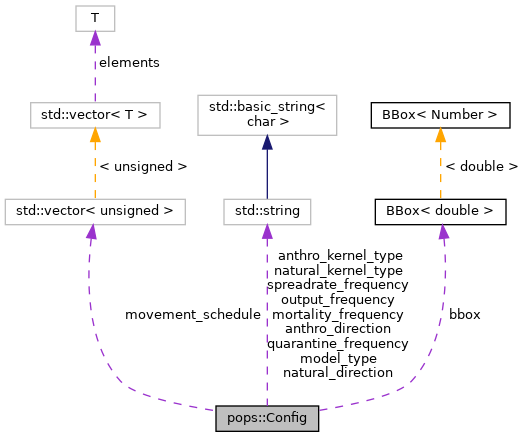 T
elements
std::vector< T >
std::basic_string<
char >
BBox< Number >
< unsigned >
< double >
std::vector< unsigned >
std::string
BBox< double >
anthro_kernel_type
natural_kernel_type
spreadrate_frequency
output_frequency
mortality_frequency
anthro_direction
quarantine_frequency
model_type
natural_direction
movement_schedule
bbox
pops::Config